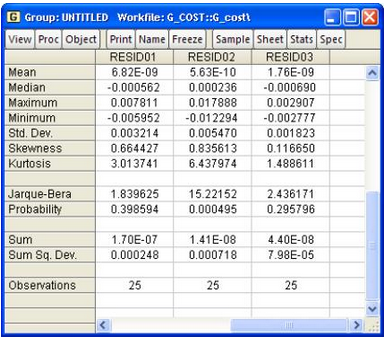 Group: UNTITLED Workfile: G_COST::G_cost\
View Proc Object Print Name Freeze Sample Sheet Stats Spec
RESID01 RESID02 RESID03
Mean 6.82E-09 5.63E-10 1.76E-09
Median -0.000562 0.000236 -0.000690
Maximum 0.007811 0.017888 0.002907
Minimum -0.005952 -0.012294 -0.002777
Std. Dev. 0.003214 0.005470 0.001823
Skewness 0.664427 0.835613 0.116650
Kurtosis 3.013741 6.437974 1.488611
Jarque-Bera 1.839625 15.22152 2.436171
Probability 0.398594 0.000495 0.295796
Sum 1.70E-07 1.41E-08 4.40E-08
Sum Sq. Dev. 0.000248 0.000718 7.98E-05
Observations 25 25 25